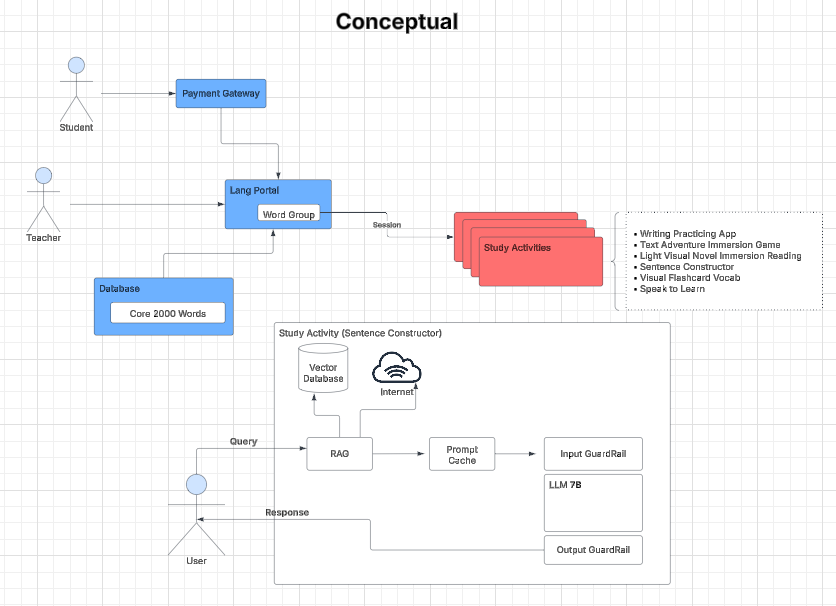 Conceptual
Student
Payment Gateway
Teacher
Lang Portal
Word Group
Session
Study Activities
▪ Writing Practicing App
▪ Text Adventure Immersion Game
▪ Light Visual Novel Immersion Reading
▪ Sentence Constructor
▪ Visual Flashcard Vocab
▪ Speak to Learn
Database
Core 2000 Words
Study Activity (Sentence Constructor)
Vector
Database
Internet
Query
RAG
Prompt
Cache
Input GuardRail
LLM 7B
Response
Output GuardRail
User